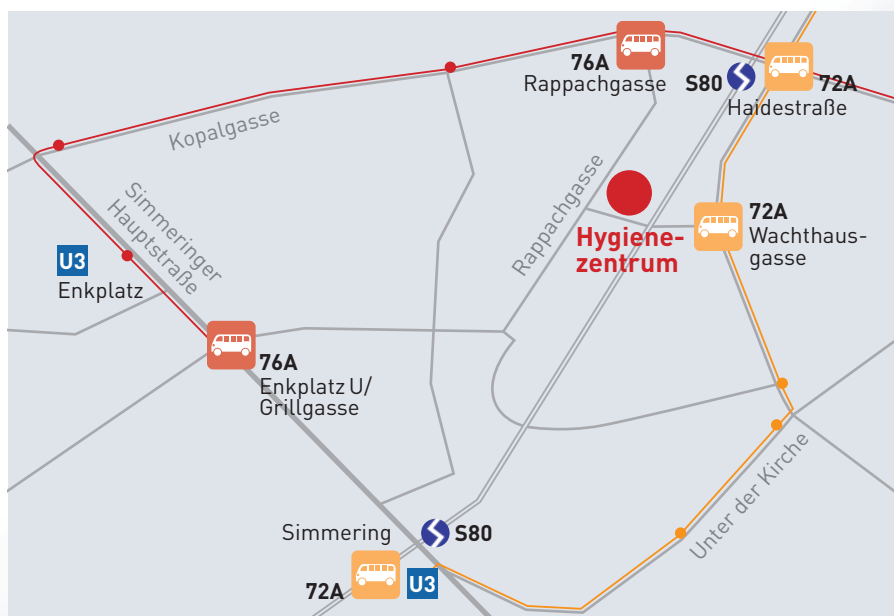 76A
Rappachgasse
S80
72A
Haidestraße
Kopalgasse
Simmeringer
Hauptstraße
Rappachgasse
Hygiene-
zentrum
72A
Wachthaus-
gasse
U3
Enkplatz
76A
Enkplatz U/
Grillgasse
Unter der Kirche
Simmering
S80
72A
U3